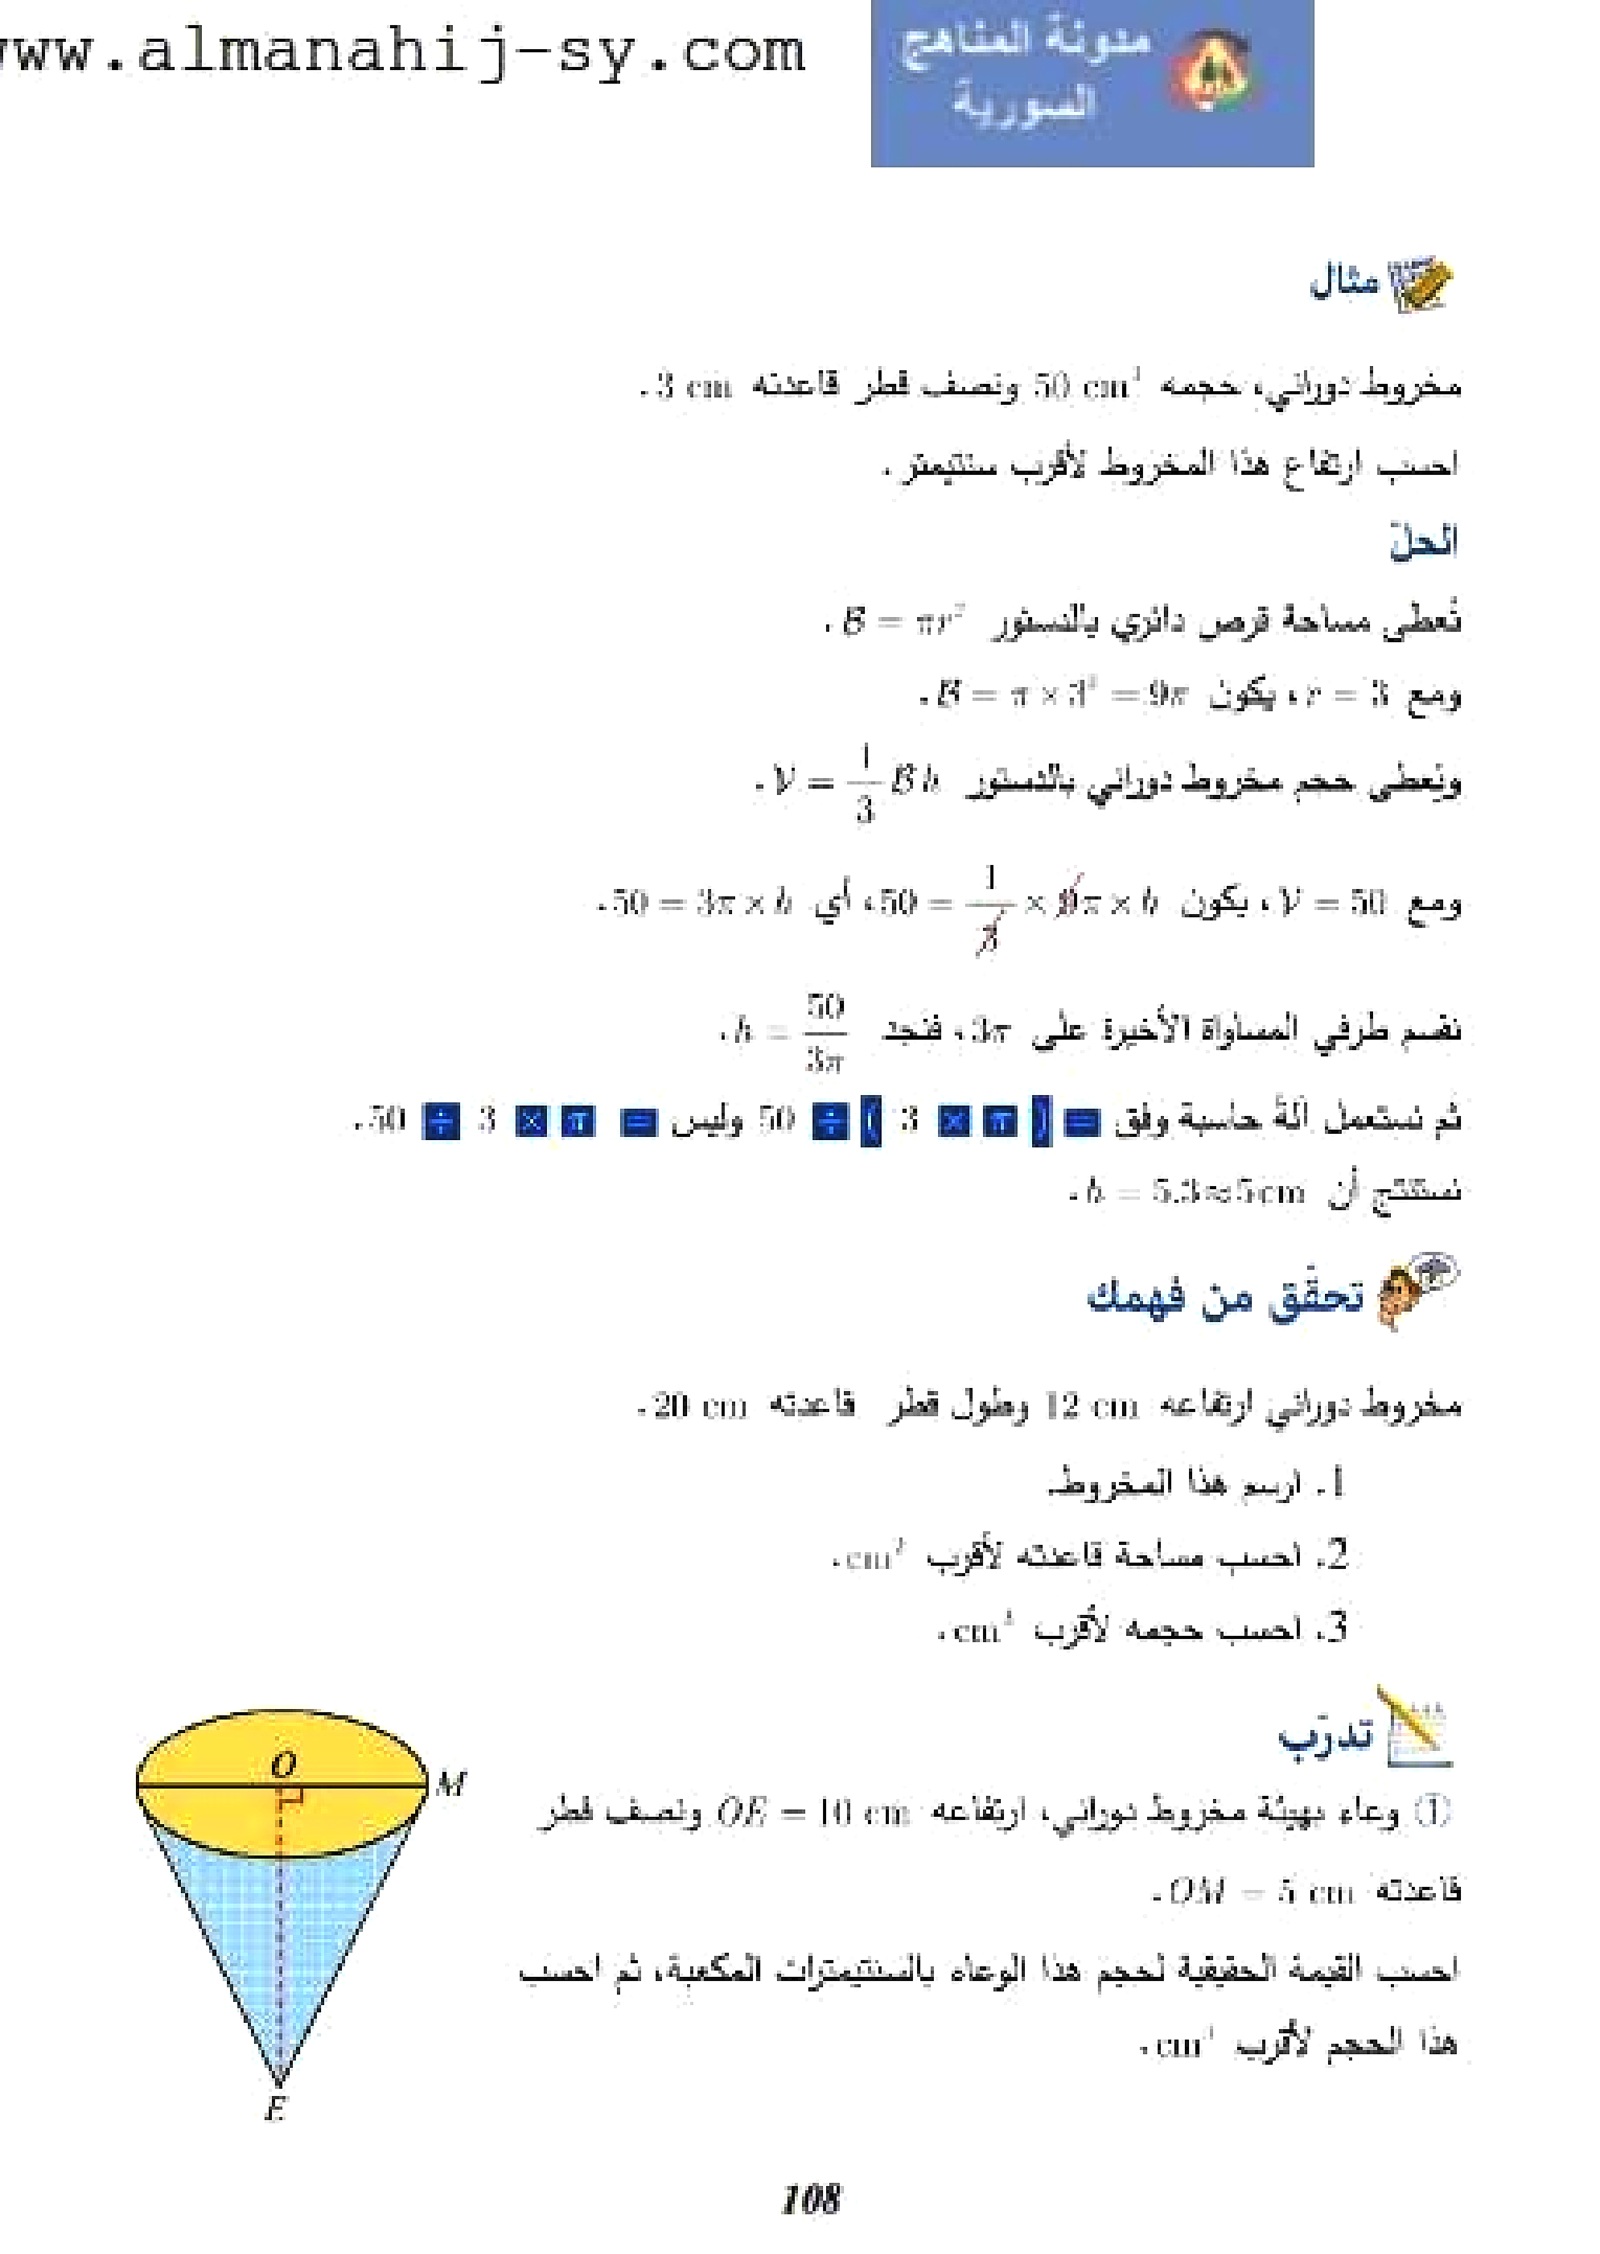 www.almanahij-sy.com
مدونة المناهج
السورية
مثال
مخروط دوراني، حجمه 50 cm³ ونصف قطر قاعدته 3 cm.
احسب ارتفاع هذا المخروط لأقرب سنتيمتر.
الحلّ
تُعطى مساحة قرص دائري بالدستور B = πr².
ومع r = 3، يكون B = π × 3² = 9π.
ويُعطى حجم مخروط دوراني بالدستور V = 1/3 B h.
ومع V = 50، يكون 50 = 1/3 × 9π × h، أي 50 = 3π × h.
نقسم طرفي المساواة الأخيرة على 3π، فنجد h = 50/3π.
ثم نستعمل آلة حاسبة وفق 50 ÷ ( 3 × π ) = وليس 50 ÷ 3 × π =.
نستنتج أن h = 5.3 ≈ 5 cm.
تحقّق من فهمك
مخروط دوراني ارتفاعه 12 cm وطول قطر قاعدته 20 cm.
1. ارسم هذا المخروط.
2. احسب مساحة قاعدته لأقرب cm².
3. احسب حجمه لأقرب cm³.
تدرّب
① وعاء بهيئة مخروط دوراني، ارتفاعه OE = 10 cm ونصف قطر
قاعدته OM = 5 cm.
احسب القيمة الحقيقية لحجم هذا الوعاء بالسنتيمترات المكعبة، ثم احسب
هذا الحجم لأقرب cm³.
O
M
E
108